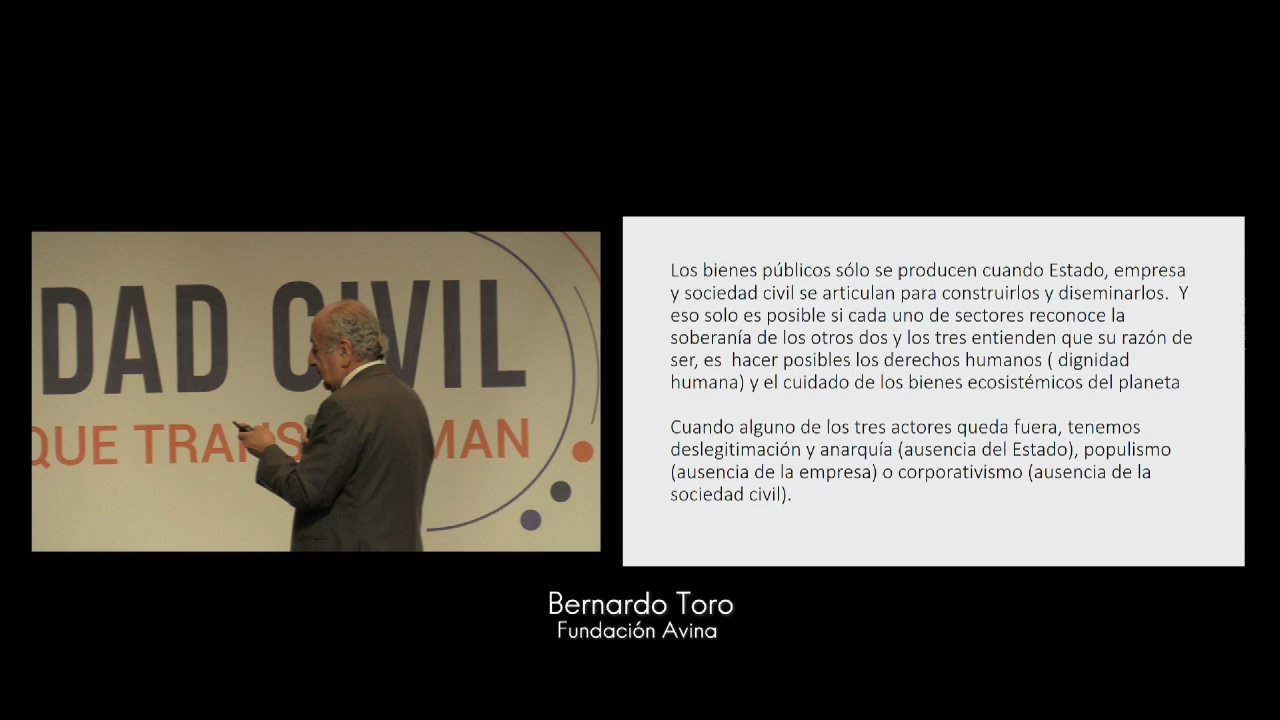 DAD CIVIL
QUE TRANS MAN
Los bienes públicos sólo se producen cuando Estado, empresa
y sociedad civil se articulan para construirlos y diseminarlos.  Y
eso solo es posible si cada uno de sectores reconoce la
soberanía de los otros dos y los tres entienden que su razón de
ser, es  hacer posibles los derechos humanos ( dignidad
humana) y el cuidado de los bienes ecosistémicos del planeta
Cuando alguno de los tres actores queda fuera, tenemos
deslegitimación y anarquía (ausencia del Estado), populismo
(ausencia de la empresa) o corporativismo (ausencia de la
sociedad civil).
Bernardo Toro
Fundación Avina